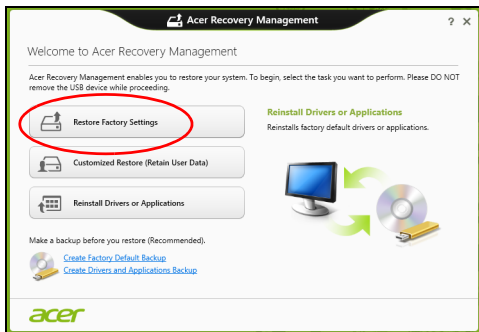 Acer Recovery Management
? X
Welcome to Acer Recovery Management
Acer Recovery Management enables you to restore your system. To begin, select the task you want to perform. Please DO NOT
remove the USB device while proceeding.
Restore Factory Settings
Customized Restore (Retain User Data)
Reinstall Drivers or Applications
Reinstall Drivers or Applications
Reinstalls factory default drivers or applications.
Make a backup before you restore (Recommended).
Create Factory Default Backup
Create Drivers and Applications Backup
acer